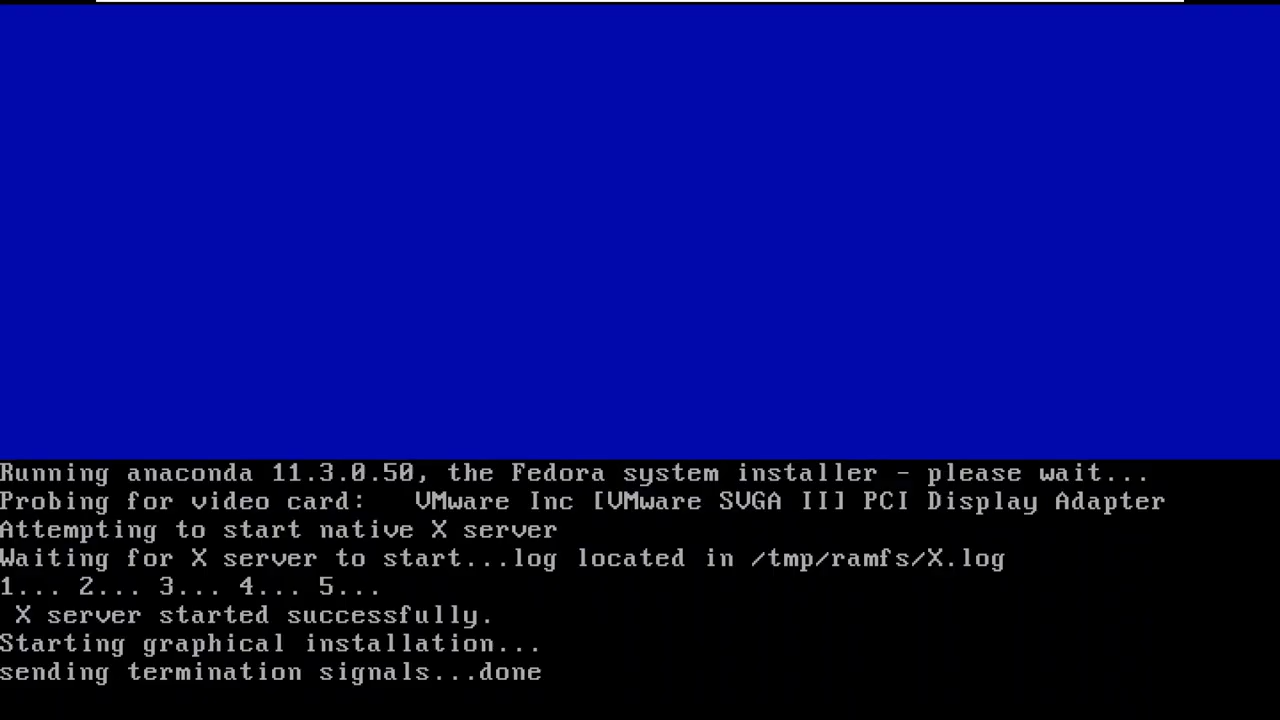 Running anaconda 11.3.0.50, the Fedora system installer - please wait...
Probing for video card:   VMware Inc [VMware SVGA II] PCI Display Adapter
Attempting to start native X server
Waiting for X server to start...log located in /tmp/ramfs/X.log
1... 2... 3... 4... 5...
 X server started successfully.
Starting graphical installation...
sending termination signals...done